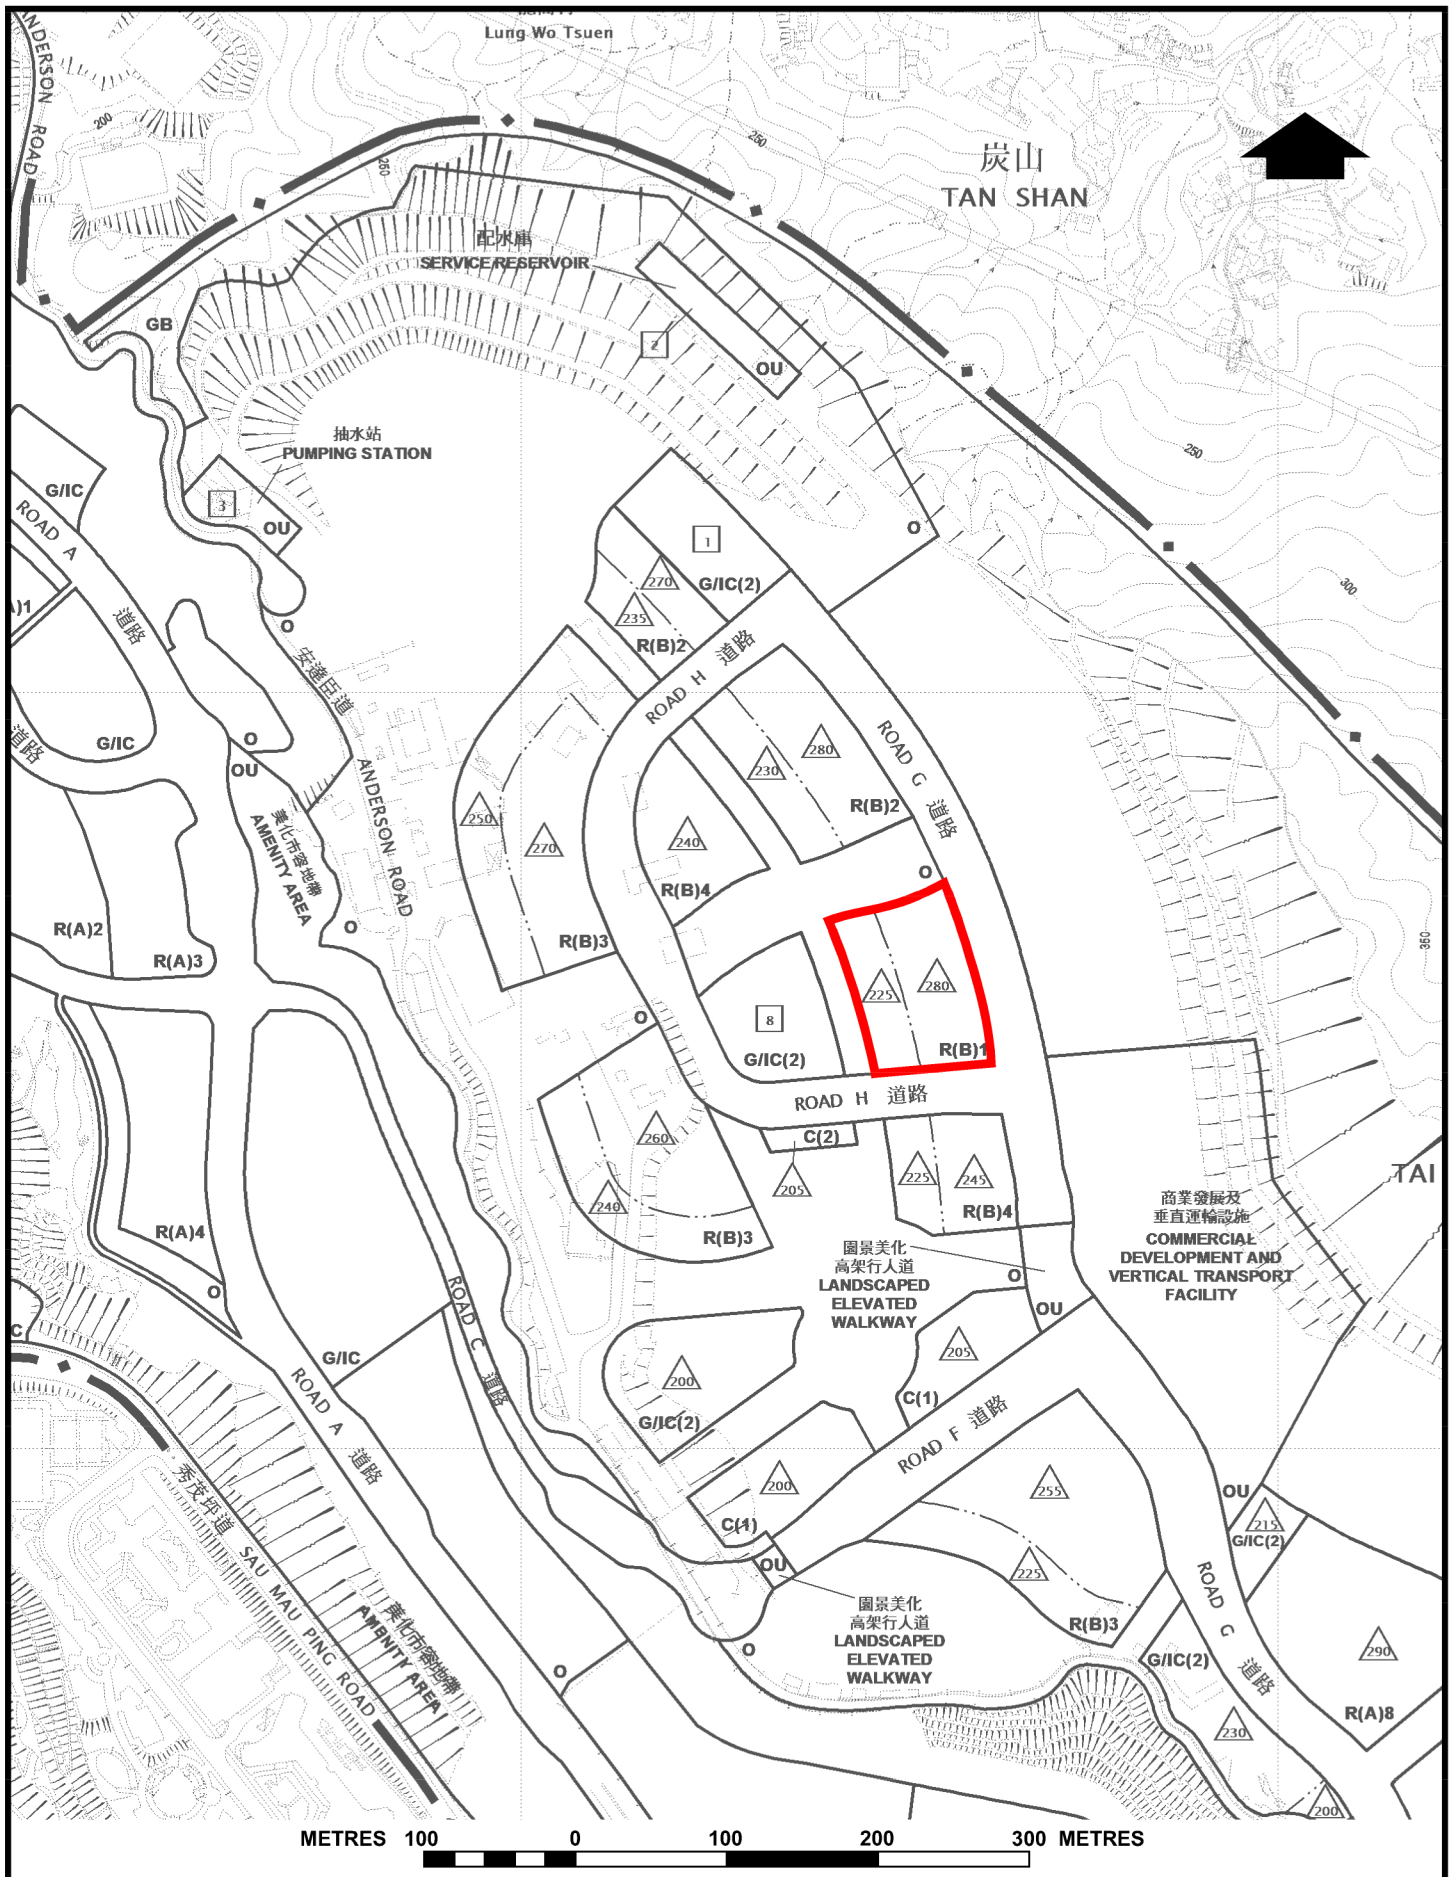 Lung Wo Tsuen
ANDERSON ROAD
200
250
250
炭山
TAN SHAN
配水庫
SERVICE RESERVOIR
GB
2
OU
抽水站
PUMPING STATION
250
G/IC
3
OU
O
ROAD A
1
G/IC(2)
270
300
)1
235
道路
O
R(B)2
ROAD H 道路
安達臣道
道路
G/IC
O
OU
280
230
ROAD G 道路
ANDERSON ROAD
250
R(B)2
美化市容地帶
AMENITY AREA
270
240
O
R(B)4
R(A)2
O
R(B)3
350
R(A)3
225
280
O
8
R(B)1
G/IC(2)
ROAD H 道路
260
C(2)
225
245
TAI
205
240
R(B)4
商業發展及
垂直運輸設施
COMMERCIAL
DEVELOPMENT AND
VERTICAL TRANSPORT
FACILITY
R(A)4
R(B)3
園景美化
高架行人道
LANDSCAPED
ELEVATED
WALKWAY
O
O
OU
ROAD C 道路
C
G/IC
205
200
C(1)
ROAD A 道路
G/IC(2)
ROAD F 道路
200
255
OU
秀茂坪道 SAU MAU PING ROAD
C(1)
215
G/IC(2)
OU
225
ROAD G 道路
園景美化
高架行人道
LANDSCAPED
ELEVATED
WALKWAY
R(B)3
美化市容地帶
AMENITY AREA
O
O
G/IC(2)
290
R(A)8
230
200
METRES 100 0 100 200 300 METRES